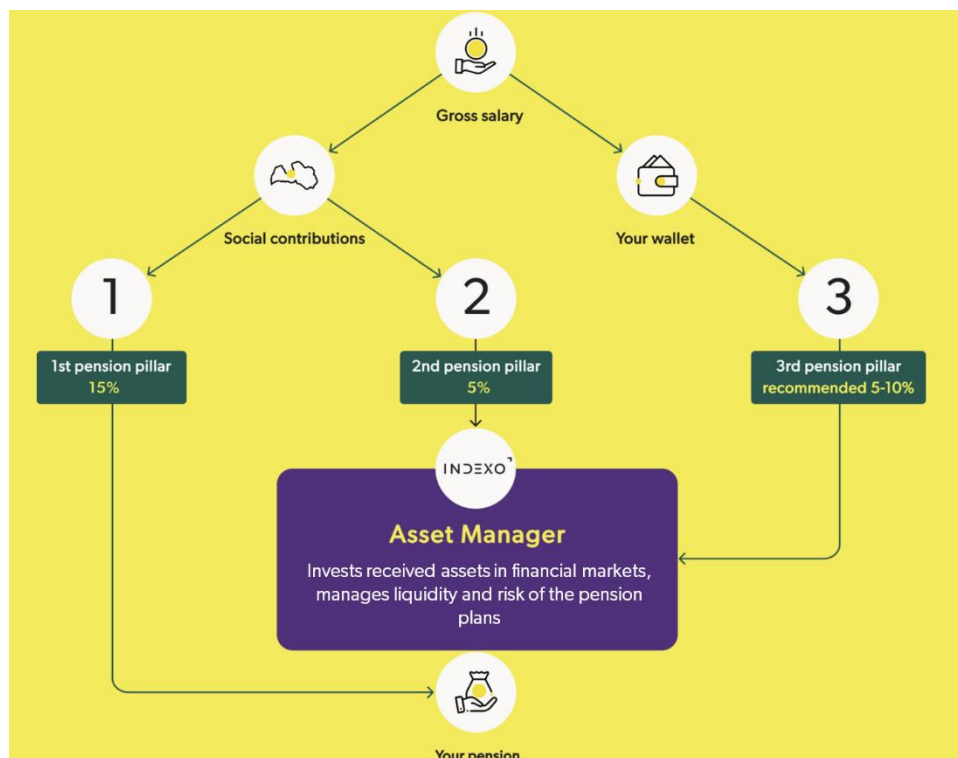 Gross salary
Social contributions
Your wallet
1
2
3
1st pension pillar
15%
2nd pension pillar
5%
3rd pension pillar
recommended 5-10%
INDEXO
Asset Manager
Invests received assets in financial markets,
manages liquidity and risk of the pension
plans
Your pension